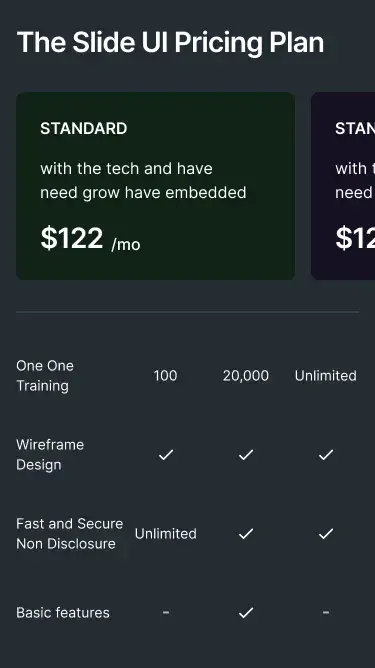 The Slide UI Pricing Plan
STANDARD
with the tech and have
need grow have embedded
$122 /mo
STAN
with t
need
$12
One One
Training
100
20,000
Unlimited
Wireframe
Design
✓ ✓ ✓
Fast and Secure
Non Disclosure
Unlimited ✓ ✓
Basic features - ✓ -